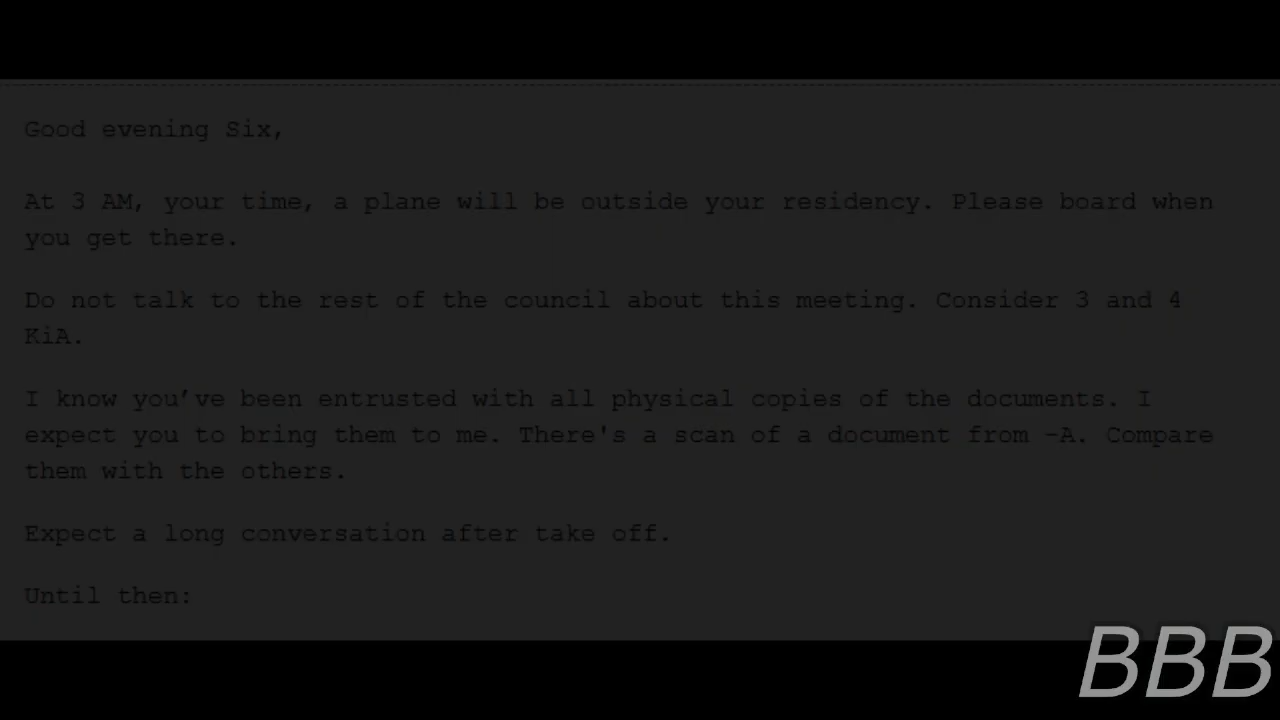 Good evening Six,
At 3 AM, your time, a plane will be outside your residency. Please board when
you get there.
Do not talk to the rest of the council about this meeting. Consider 3 and 4
KiA.
I know you’ve been entrusted with all physical copies of the documents. I
expect you to bring them to me. There's a scan of a document from -A. Compare
them with the others.
Expect a long conversation after take off.
Until then:
BBB